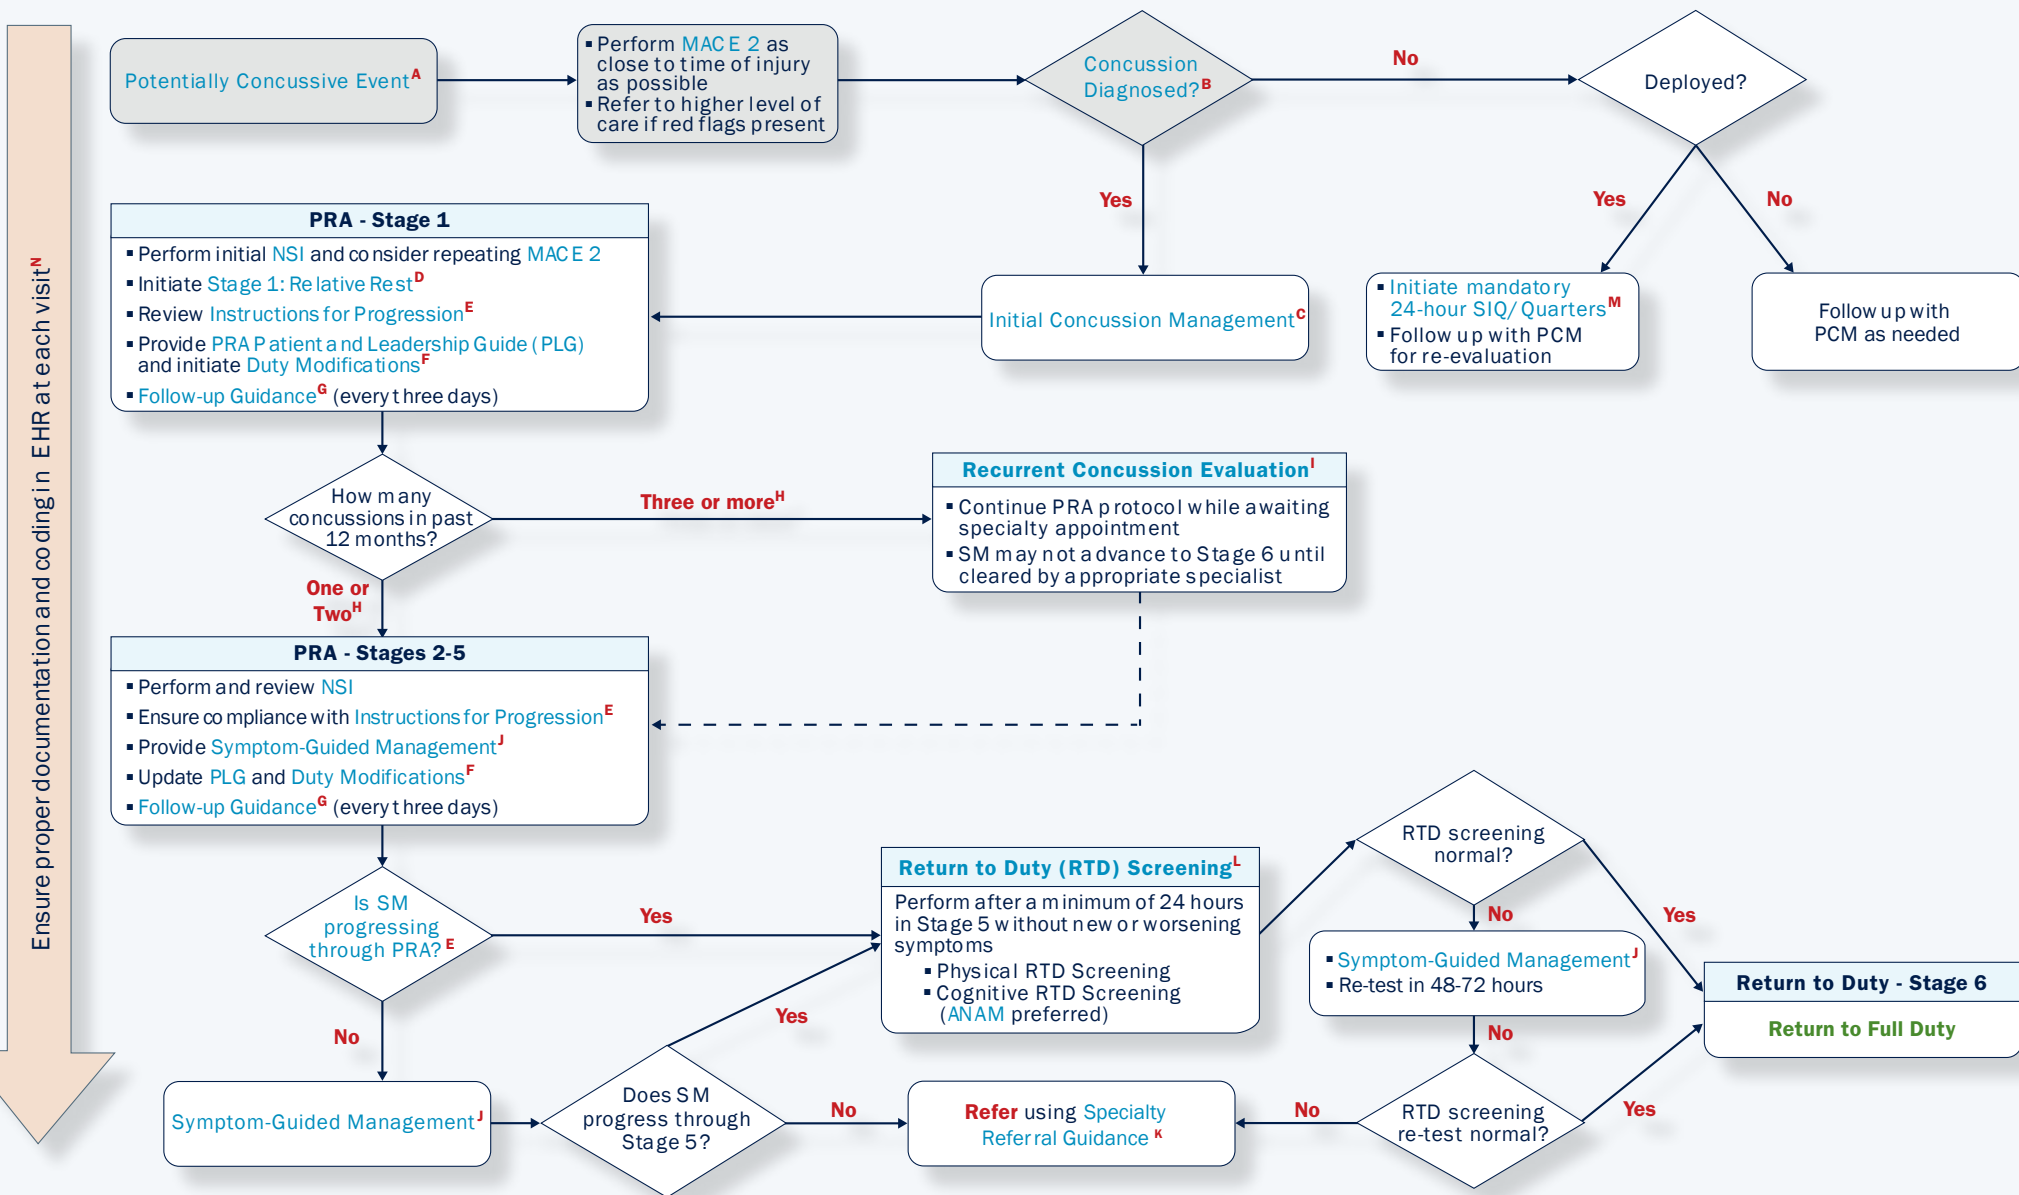 Potentially Concussive Event^A
▪ Perform MACE 2 as
close to time of injury
as possible
▪ Refer to higher level of
care if red flags present
Concussion
Diagnosed?^B
No
Deployed?
Yes
Yes
No
PRA - Stage 1
▪ Perform initial NSI and consider repeating MACE 2
▪ Initiate Stage 1: Relative Rest^D
▪ Review Instructions for Progression^E
▪ Provide PRA Patient and Leadership Guide (PLG)
and initiate Duty Modifications^F
▪ Follow-up Guidance^G (every three days)
Initial Concussion Management^C
▪ Initiate mandatory
24-hour SIQ/Quarters^M
▪ Follow up with PCM
for re-evaluation
Follow up with
PCM as needed
Ensure proper documentation and coding in EHR at each visit^N
How many
concussions in past
12 months?
Three or more^H
Recurrent Concussion Evaluation^I
▪ Continue PRA protocol while awaiting
specialty appointment
▪ SM may not advance to Stage 6 until
cleared by appropriate specialist
One or
Two^H
PRA - Stages 2-5
▪ Perform and review NSI
▪ Ensure compliance with Instructions for Progression^E
▪ Provide Symptom-Guided Management^J
▪ Update PLG and Duty Modifications^F
▪ Follow-up Guidance^G (every three days)
Is SM
progressing
through PRA?^E
Yes
Return to Duty (RTD) Screening^L
Perform after a minimum of 24 hours
in Stage 5 without new or worsening
symptoms
▪ Physical RTD Screening
▪ Cognitive RTD Screening
(ANAM preferred)
RTD screening
normal?
No
Yes
▪ Symptom-Guided Management^J
▪ Re-test in 48-72 hours
Return to Duty - Stage 6
Return to Full Duty
No
Yes
No
Symptom-Guided Management^J
Does SM
progress through
Stage 5?
No
Refer using Specialty
Referral Guidance^K
No
RTD screening
re-test normal?
Yes